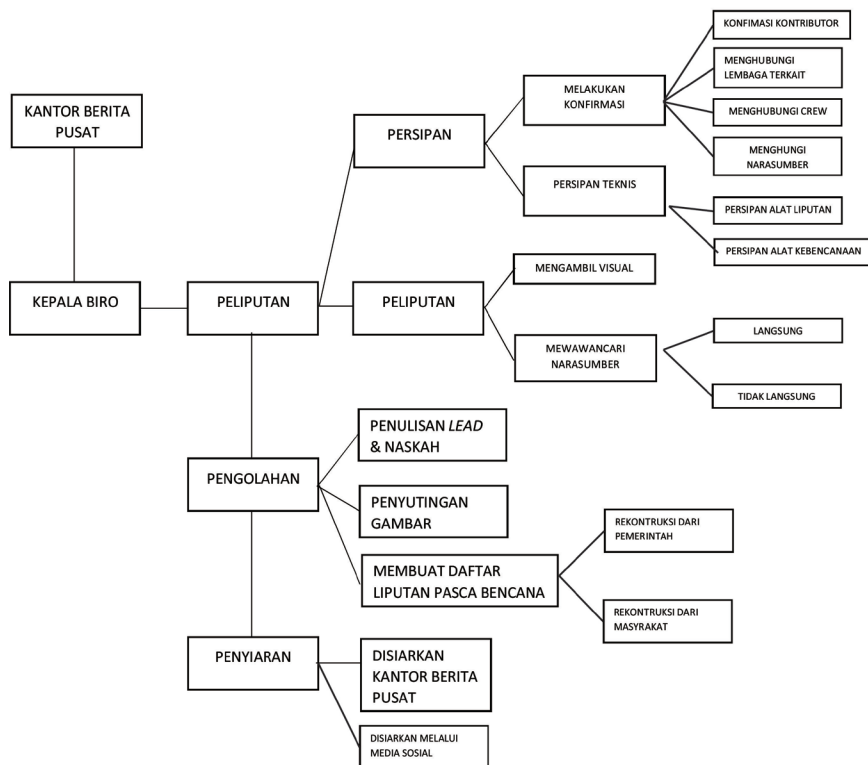 KANTOR BERITA
PUSAT
KEPALA BIRO
PELIPUTAN
PERSIPAN
MELAKUKAN
KONFIRMASI
KONFIMASI KONTRIBUTOR
MENGHUBUNGI
LEMBAGA TERKAIT
MENGHUBUNGI CREW
MENGHUNGI
NARASUMBER
PERSIPAN TEKNIS
PERSIPAN ALAT LIPUTAN
PERSIPAN ALAT KEBENCANAAN
PELIPUTAN
MENGAMBIL VISUAL
MEWAWANCARI
NARASUMBER
LANGSUNG
TIDAK LANGSUNG
PENGOLAHAN
PENULISAN LEAD
& NASKAH
PENYUTINGAN
GAMBAR
MEMBUAT DAFTAR
LIPUTAN PASCA BENCANA
REKONTRUKSI DARI
PEMERINTAH
REKONTRUKSI DARI
MASYRAKAT
PENYIARAN
DISIARKAN
KANTOR BERITA
PUSAT
DISIARKAN MELALUI
MEDIA SOSIAL